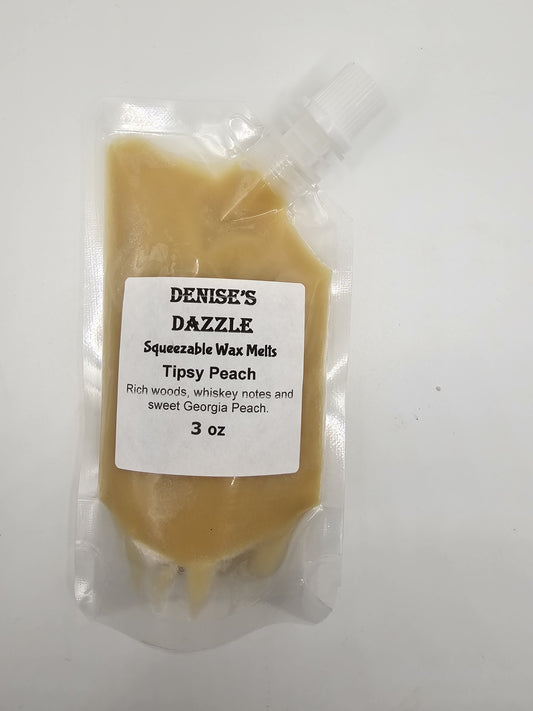 DENISE'S
DAZZLE
Squeezable Wax Melts
Tipsy Peach
Rich woods, whiskey notes and
sweet Georgia Peach.
3 oz